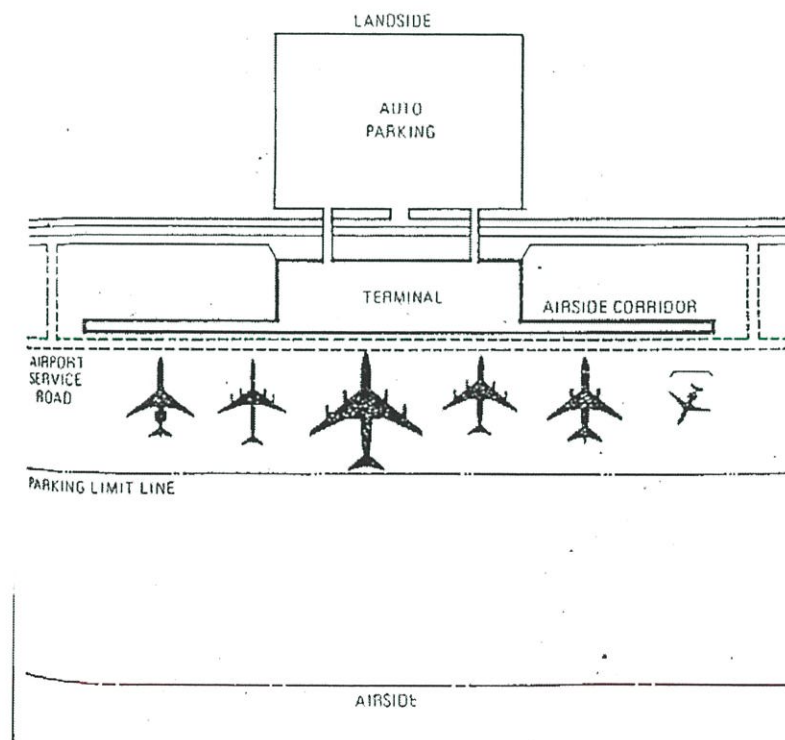 LANDSIDE
AUTO
PARKING
TERMINAL
AIRSIDE CORRIDOR
AIRPORT
SERVICE
ROAD
PARKING LIMIT LINE
AIRSIDE